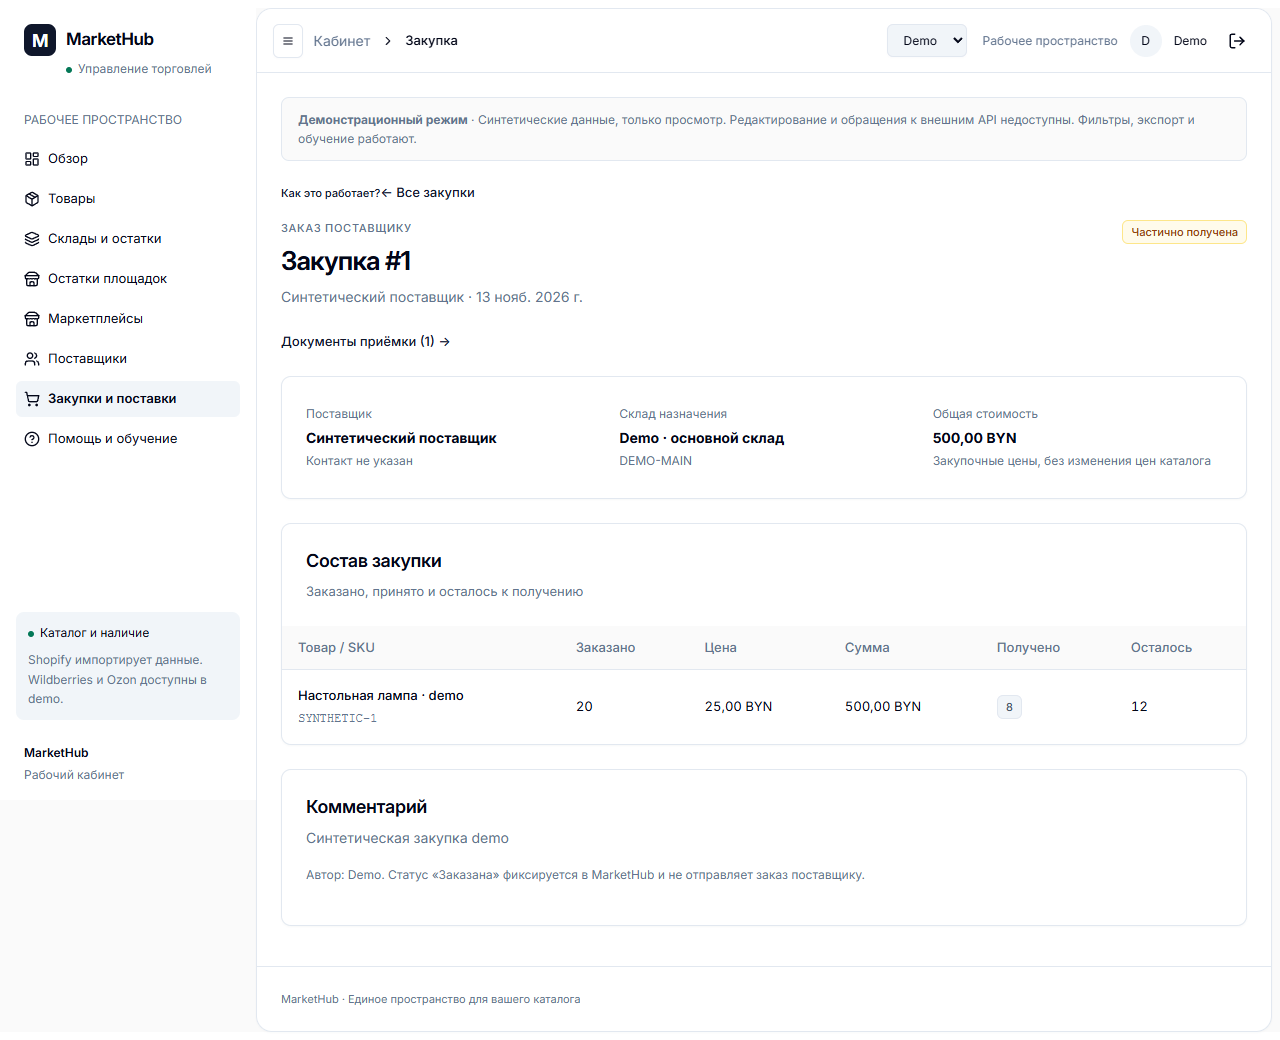 M MarketHub
Управление торговлей
РАБОЧЕЕ ПРОСТРАНСТВО
Обзор
Товары
Склады и остатки
Остатки площадок
Маркетплейсы
Поставщики
Закупки и поставки
Помощь и обучение
Каталог и наличие
Shopify импортирует данные.
Wildberries и Ozon доступны в
demo.
MarketHub
Рабочий кабинет
Кабинет > Закупка
Demo Рабочее пространство D Demo
Демонстрационный режим · Синтетические данные, только просмотр. Редактирование и обращения к внешним API недоступны. Фильтры, экспорт и
обучение работают.
Как это работает?← Все закупки
ЗАКАЗ ПОСТАВЩИКУ
Частично получена
Закупка #1
Синтетический поставщик · 13 нояб. 2026 г.
Документы приёмки (1) →
Поставщик
Синтетический поставщик
Контакт не указан
Склад назначения
Demo · основной склад
DEMO-MAIN
Общая стоимость
500,00 BYN
Закупочные цены, без изменения цен каталога
Состав закупки
Заказано, принято и осталось к получению
Товар / SKU Заказано Цена Сумма Получено Осталось
Настольная лампа · demo
SYNTHETIC-1
20 25,00 BYN 500,00 BYN 8 12
Комментарий
Синтетическая закупка demo
Автор: Demo. Статус «Заказана» фиксируется в MarketHub и не отправляет заказ поставщику.
MarketHub · Единое пространство для вашего каталога